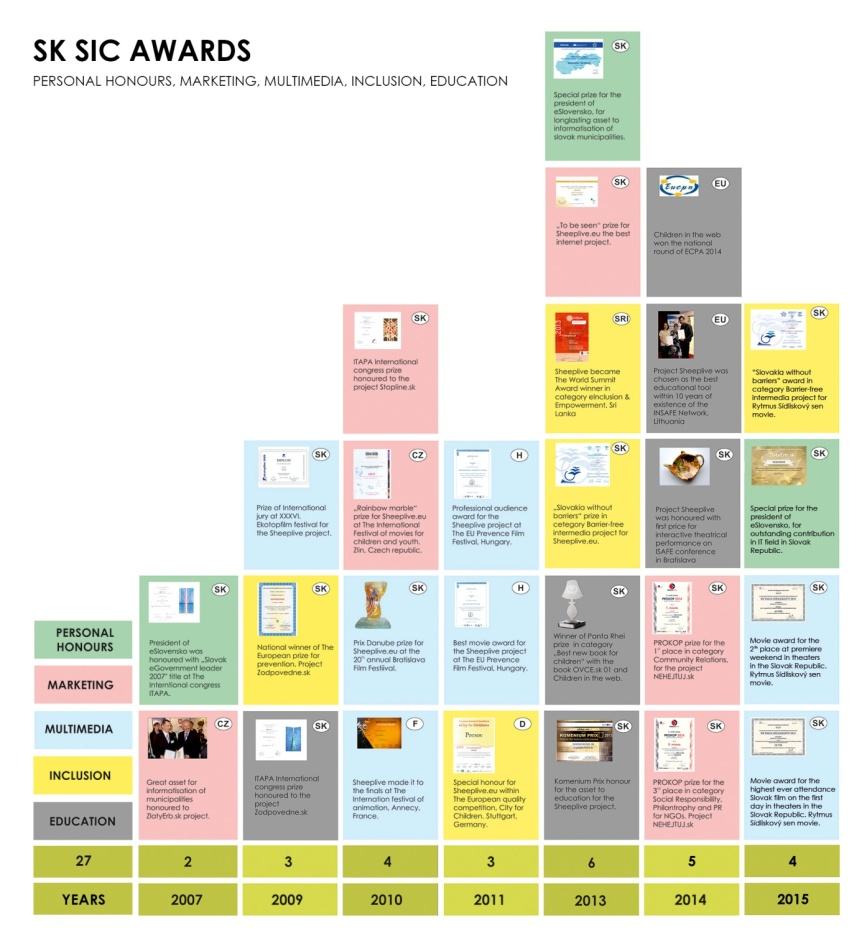 SK SIC AWARDS
PERSONAL HONOURS, MARKETING, MULTIMEDIA, INCLUSION, EDUCATION
SK
Special prize for the
president of
eSlovensko, for
longlasting asset to
informatisation of
slovak municipalities.
SK
„To be seen" prize for
Sheeplive.eu the best
internet project.
EU
Children in the web
won the national
round of ECPA 2014
SK
ITAPA International
congress prize
honoured to the
project Stopline.sk
SRI
Sheeplive became
The World Summit
Award winner in
category eInclusion &
Empowerment, Sri
Lanka
EU
Project Sheeplive was
chosen as the best
educational tool
within 10 years of
existence of the
INSAFE Network,
Lithuania
SK
"Slovakia without
barriers" award in
category Barrier-free
intermedia project for
Rytmus Sídliskový sen
movie.
SK
Prize of International
jury at XXXVI.
Ekotopfilm festival for
the Sheeplive project.
CZ
„Rainbow marble"
prize for Sheeplive.eu
at The International
Festival of movies for
children and youth.
Zlín, Czech republic.
H
Professional audience
award for the
Sheeplive project at
The EU Prevence Film
Festival, Hungary.
SK
„Slovakia without
barriers" prize in
category Barrier-free
intermedia project for
Sheeplive.eu.
SK
Project Sheeplive
was honoured with
first price for
interactive theatrical
performance on
ISAFE conference
in Bratislava
SK
Special prize for the
president of
eSlovensko, for
outstanding contribution
in IT field in Slovak
Republic.
SK
President of
eSlovensko was
honoured with „Slovak
eGovernment leader
2007" title at The
Intentional congress
ITAPA.
SK
National winner of The
European prize for
prevention. Project
Zodpovedne.sk
SK
Prix Danube prize for
Sheeplive.eu at the
20" annual Bratislava
Film Festiival.
H
Best movie award for
the Sheeplive project
at The EU Prevence
Film Festival, Hungary.
SK
Winner of Panta Rhei
prize in category
„Best new book for
children" with the
book OVCE.sk 01 and
Children in the web.
SK
PROKOP prize for the
1st place in category
Community Relations,
for the project
NEHEJTUJ.SK
SK
Movie award for the
2nd place at premiere
weekend in theaters
in the Slovak Republic.
Rytmus Sídliskový sen
movie.
PERSONAL
HONOURS
MARKETING
MULTIMEDIA
INCLUSION
EDUCATION
CZ
Great asset for
informatisation of
municipalities
honoured to
ZlatyErb.sk project.
SK
ITAPA International
congress prize
honoured to the
project
Zodpovedne.sk
F
Sheeplive made it to
the finals at The
Internation festival of
animation, Annecy,
France.
D
Special honour for
Sheeplive.eu within
The European quality
competition, City for
Children. Stuttgart,
Germany.
SK
Komenium Prix honour
for the asset to
education for the
Sheeplive project.
SK
PROKOP prize for the
3rd place in category
Social Responsibility,
Philantrophy and PR
for NGOs. Project
NEHEJTUJ.sk
SK
Movie award for the
highest ever attendance
Slovak film on the first
day in theaters in the
Slovak Republic. Rytmus
Sídliskový sen movie.
27 2 3 4 3 6 5 4
YEARS 2007 2009 2010 2011 2013 2014 2015